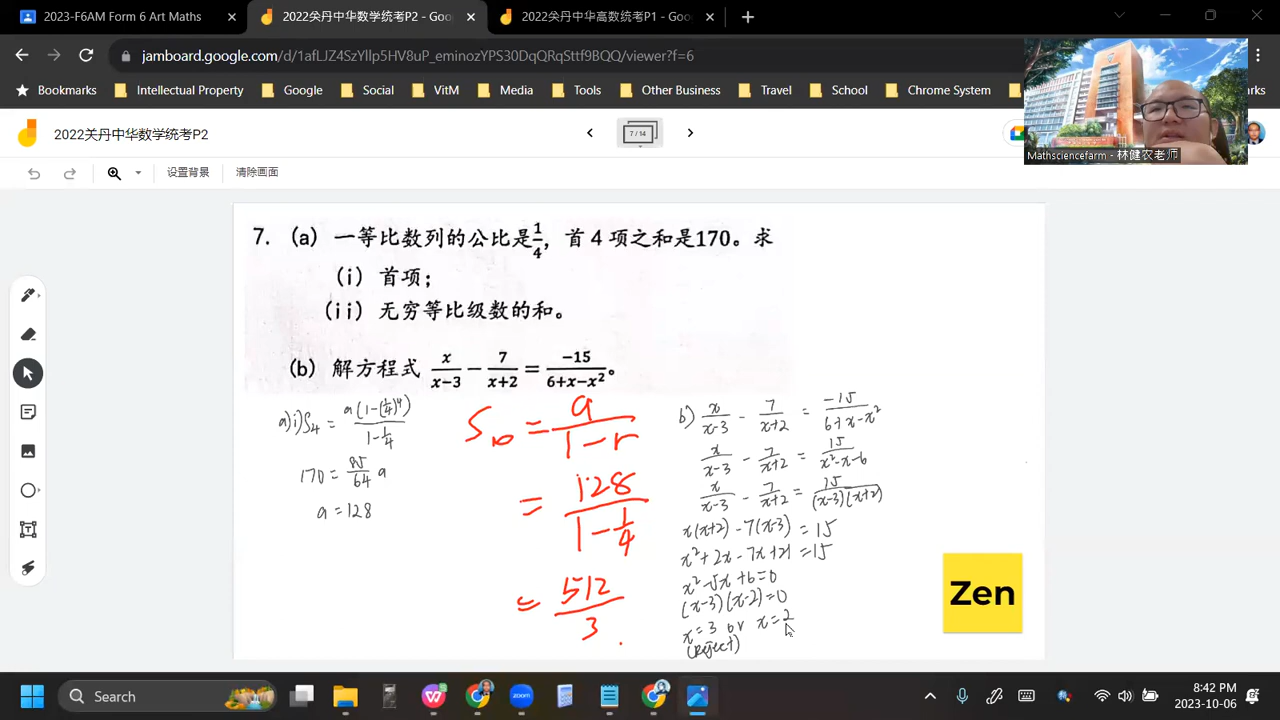 2023-F6AM Form 6 Art Maths
2022关丹中华数学统考P2 - Goo
2022关丹中华高数统考P1 - Goog
Bookmarks
Intellectual Property
Google
Social
VitM
Media
Tools
Other Business
Travel
School
Chrome System
2022关丹中华数学统考P2
7 / 14
Mathsciencefarm - 林健农老师
设置背景
清除画面
7. (a) 一等比数列的公比是1/4，首 4 项之和是170。求
(i) 首项；
(ii) 无穷等比级数的和。
(b) 解方程式 x/(x−3) − 7/(x+2) = −15/(6+x−x²)。
a)i) S₄ = a(1-(1/4)⁴)/(1-1/4)
170 = 85/64 a
a = 128
S∞ = a/(1-r)
= 128/(1-1/4)
= 512/3.
b) x/(x-3) - 7/(x+2) = -15/(6+x-x²)
x/(x-3) - 7/(x+2) = 15/(x²-x-6)
x/(x-3) - 7/(x+2) = 15/((x-3)(x+2))
x(x+2) - 7(x-3) = 15
x²+2x-7x+21 = 15
x²-5x+6=0
(x-3)(x-2)=0
x=3 or x=2
(reject)
Zen
Search
8:42 PM
2023-10-06